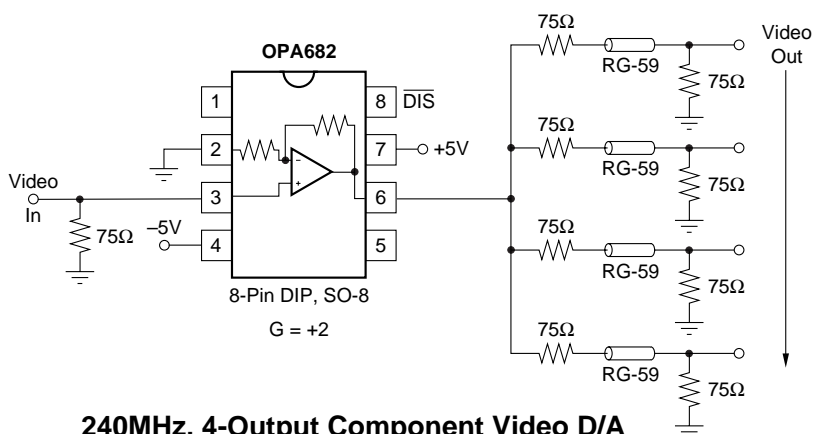 OPA682
1
2
3
4
8
7
6
5
DIS
+5V
–5V
Video
In
75Ω
8-Pin DIP, SO-8
G = +2
75Ω
RG-59
75Ω
75Ω
RG-59
75Ω
75Ω
RG-59
75Ω
75Ω
RG-59
75Ω
Video
Out
240MHz, 4-Output Component Video D/A